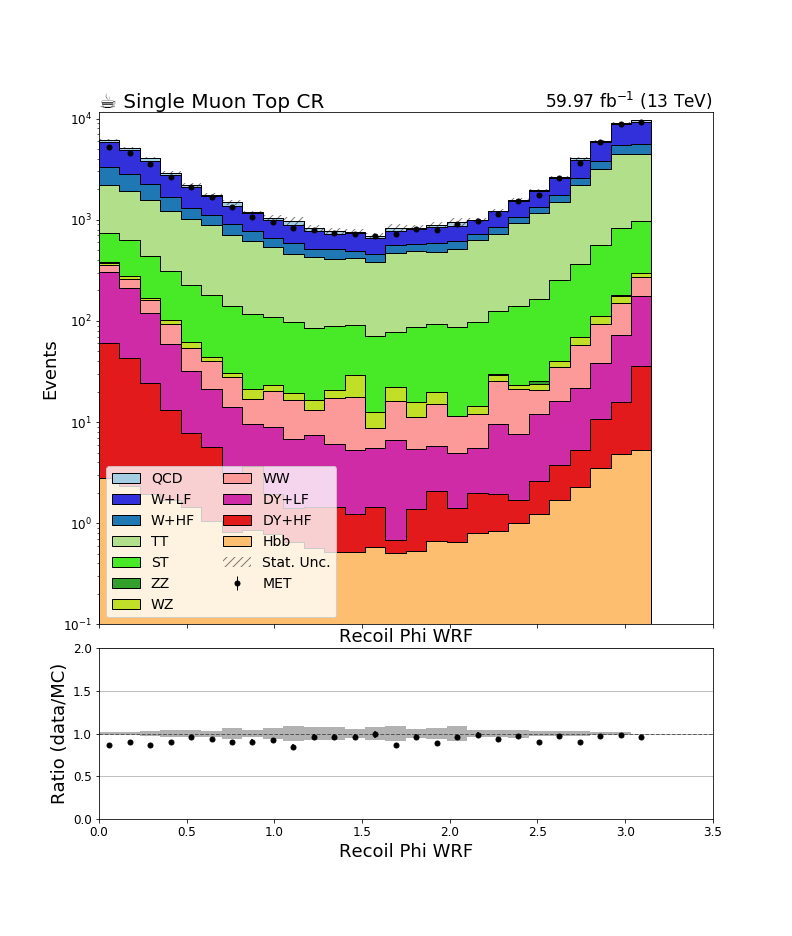 ☕ Single Muon Top CR
59.97 fb⁻¹ (13 TeV)
Events
10⁴
10³
10²
10¹
10⁰
10⁻¹
QCD
W+LF
W+HF
TT
ST
ZZ
WZ
WW
DY+LF
DY+HF
Hbb
Stat. Unc.
MET
Recoil Phi WRF
Ratio (data/MC)
2.0
1.5
1.0
0.5
0.0
0.0 0.5 1.0 1.5 2.0 2.5 3.0 3.5
Recoil Phi WRF